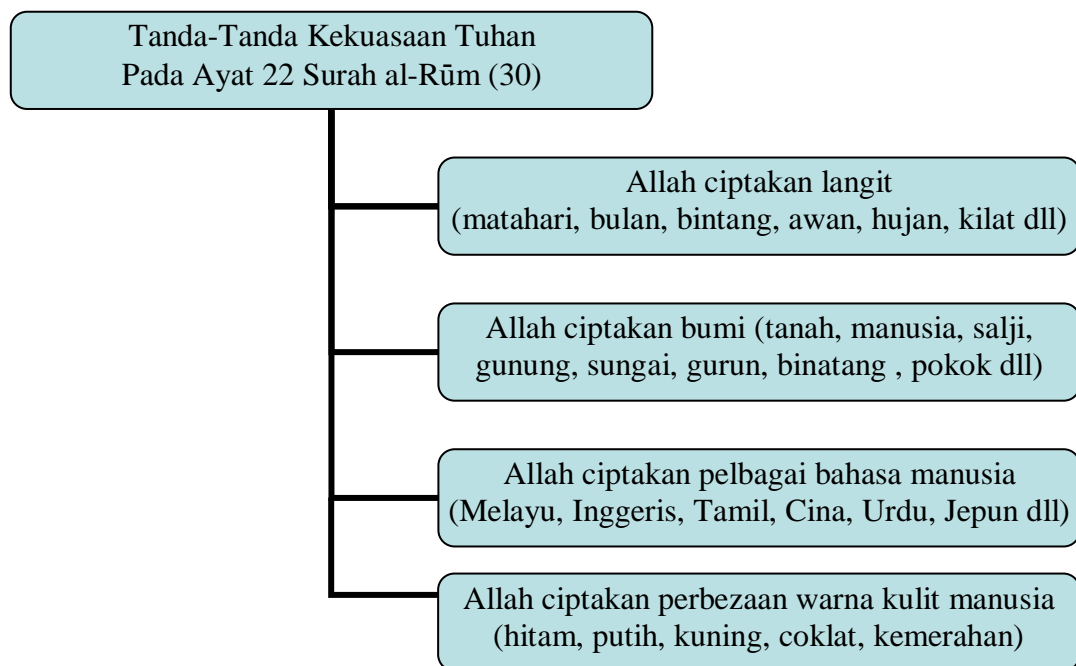 Tanda-Tanda Kekuasaan Tuhan
Pada Ayat 22 Surah al-Rūm (30)
Allah ciptakan langit
(matahari, bulan, bintang, awan, hujan, kilat dll)
Allah ciptakan bumi (tanah, manusia, salji,
gunung, sungai, gurun, binatang , pokok dll)
Allah ciptakan pelbagai bahasa manusia
(Melayu, Inggeris, Tamil, Cina, Urdu, Jepun dll)
Allah ciptakan perbezaan warna kulit manusia
(hitam, putih, kuning, coklat, kemerahan)